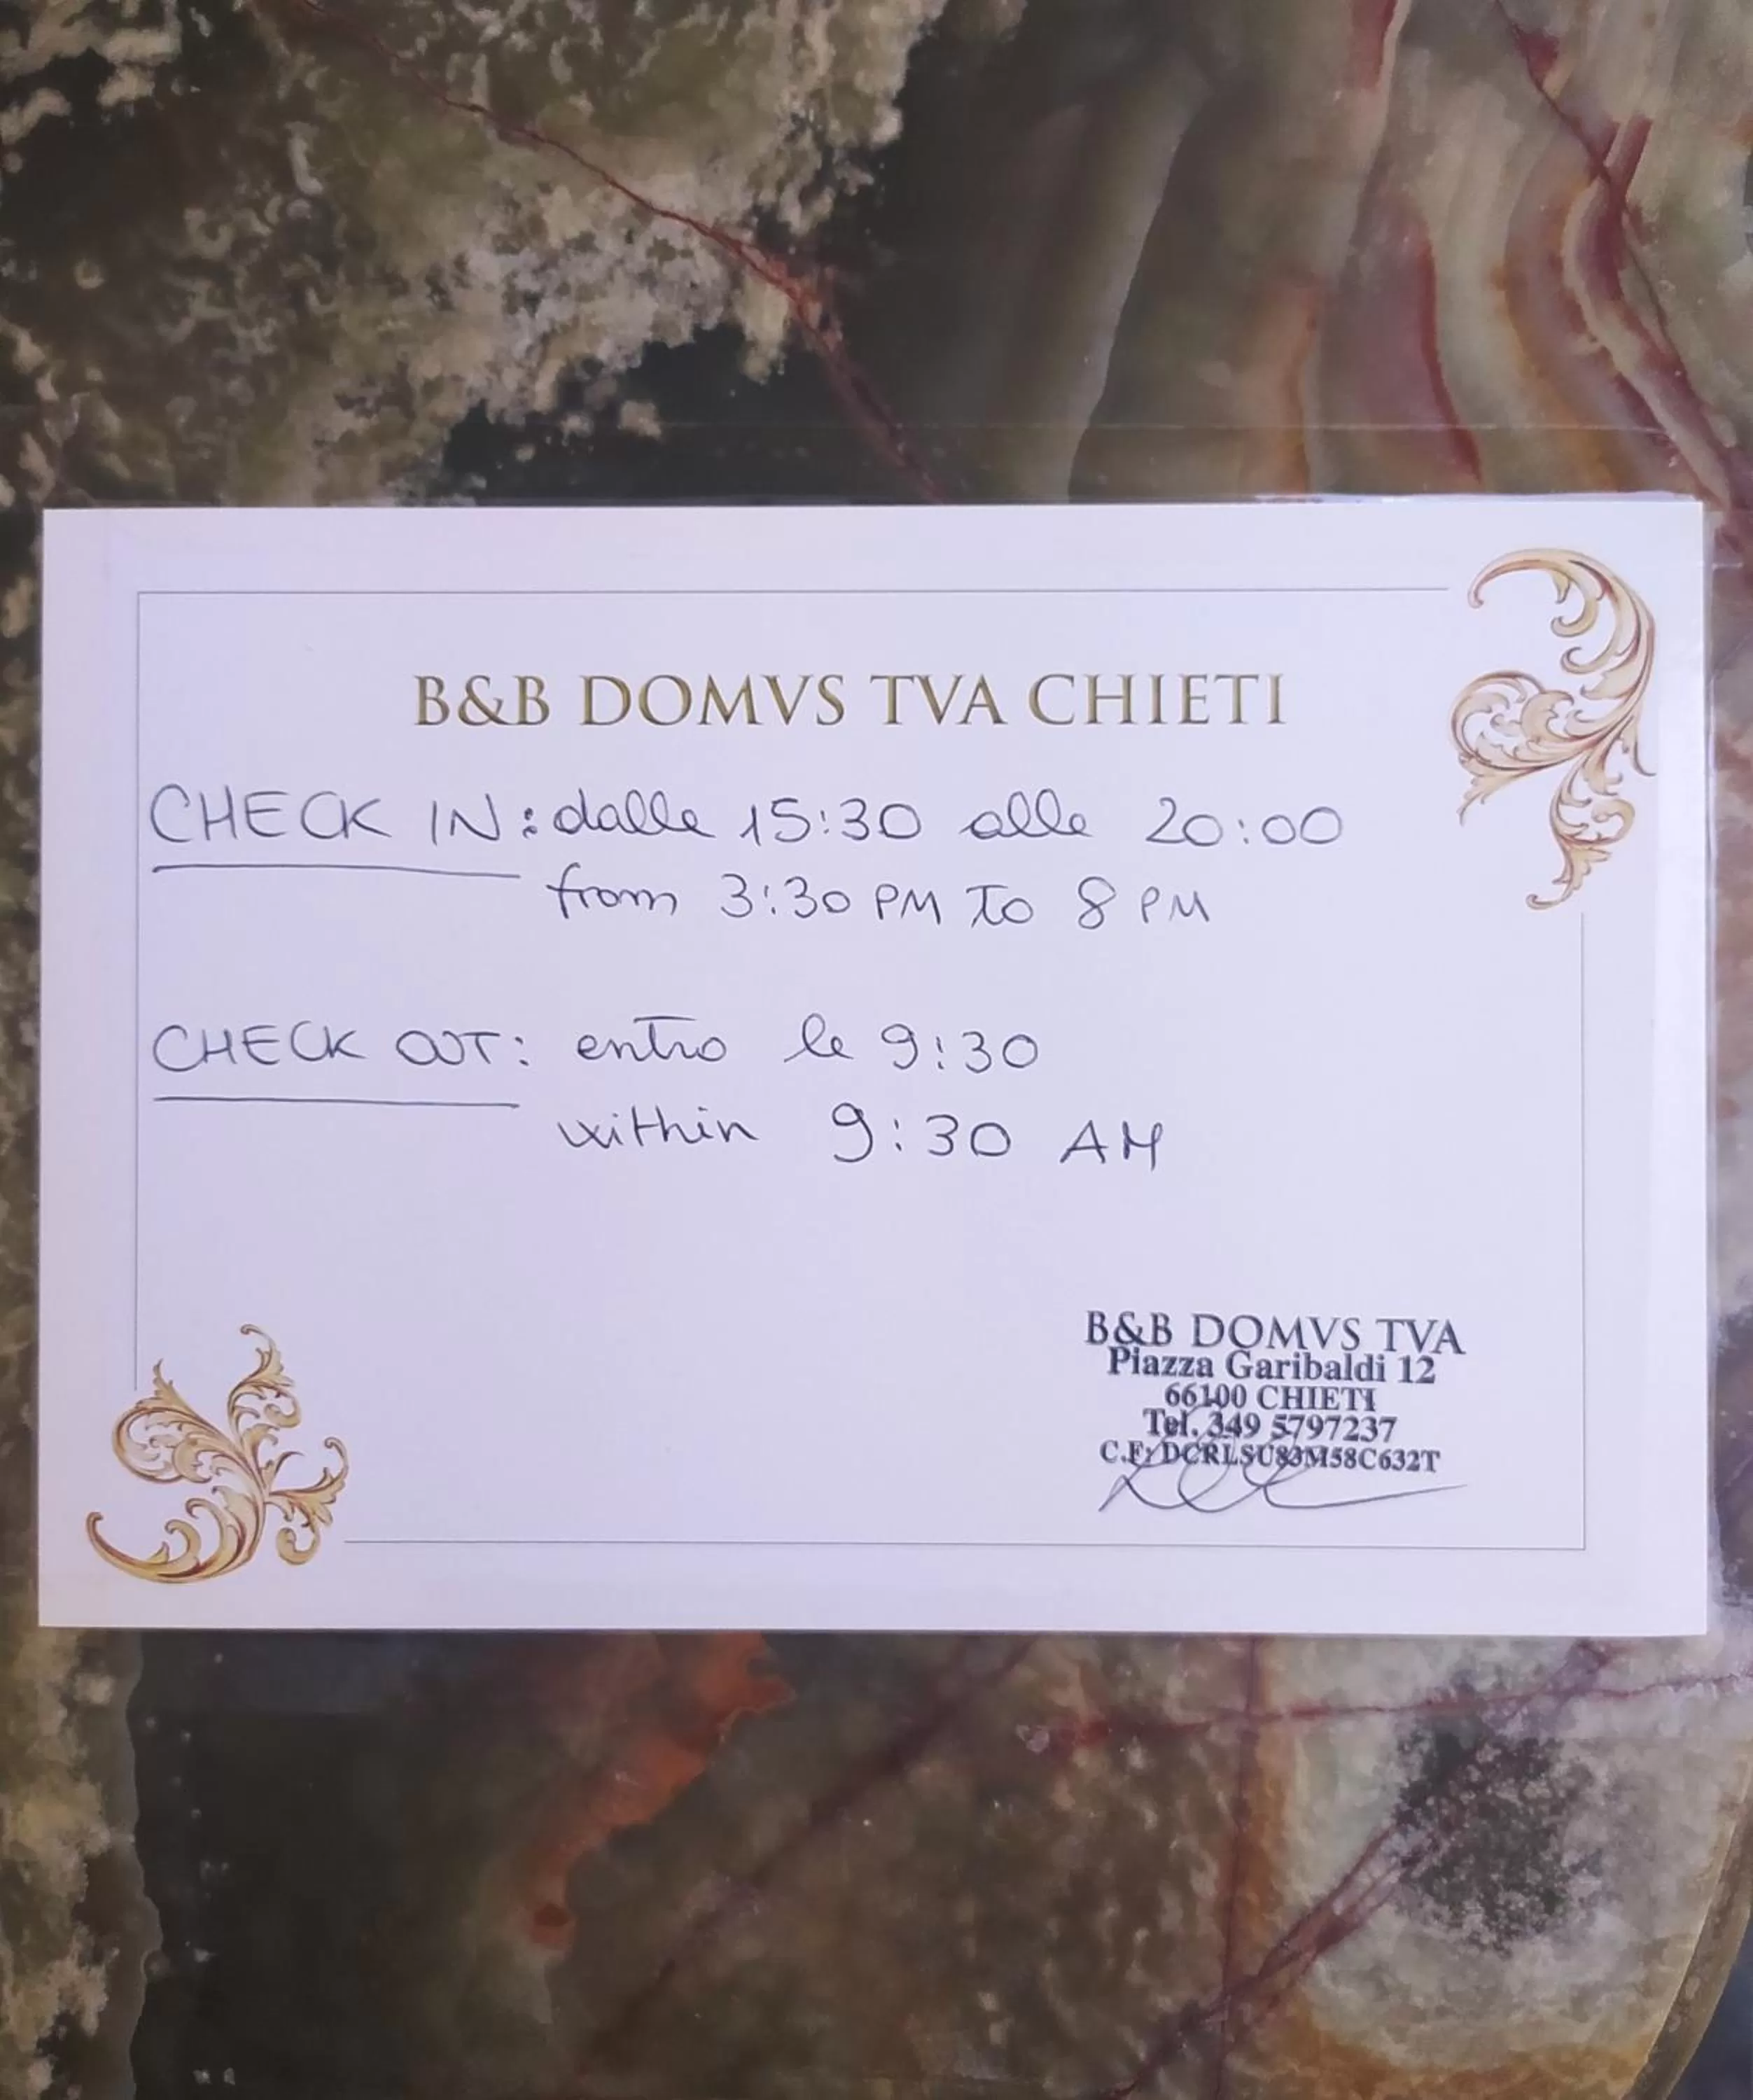 B&B DOMVS TVA CHIETI
CHECK IN: dalle 15:30 alle 20:00
from 3:30 PM TO 8 PM
CHECK OUT: entro le 9:30
within 9:30 AM
B&B DOMVS TVA
Piazza Garibaldi 12
66100 CHIETI
Tel. 349 5797237
C.F. DCRLSU83M58C632T